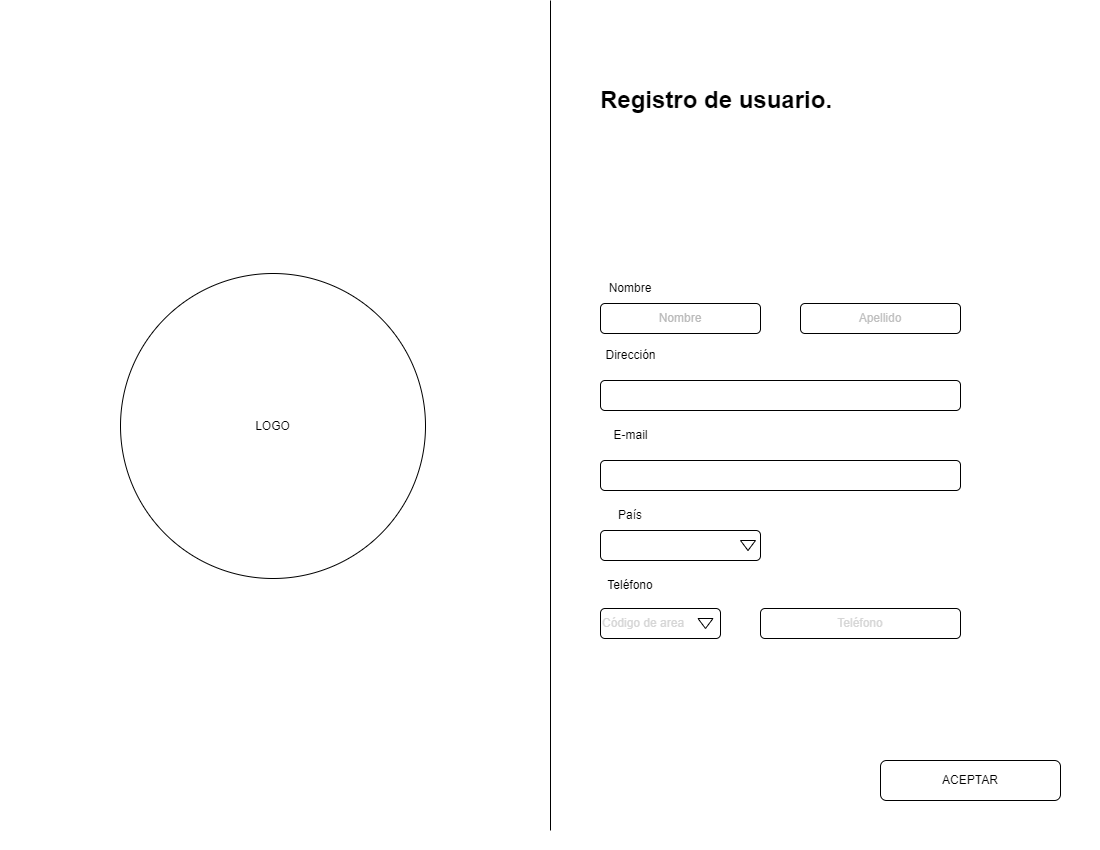 LOGO
Registro de usuario.
Nombre
Nombre
Apellido
Dirección
E-mail
País
Teléfono
Código de area
Teléfono
ACEPTAR